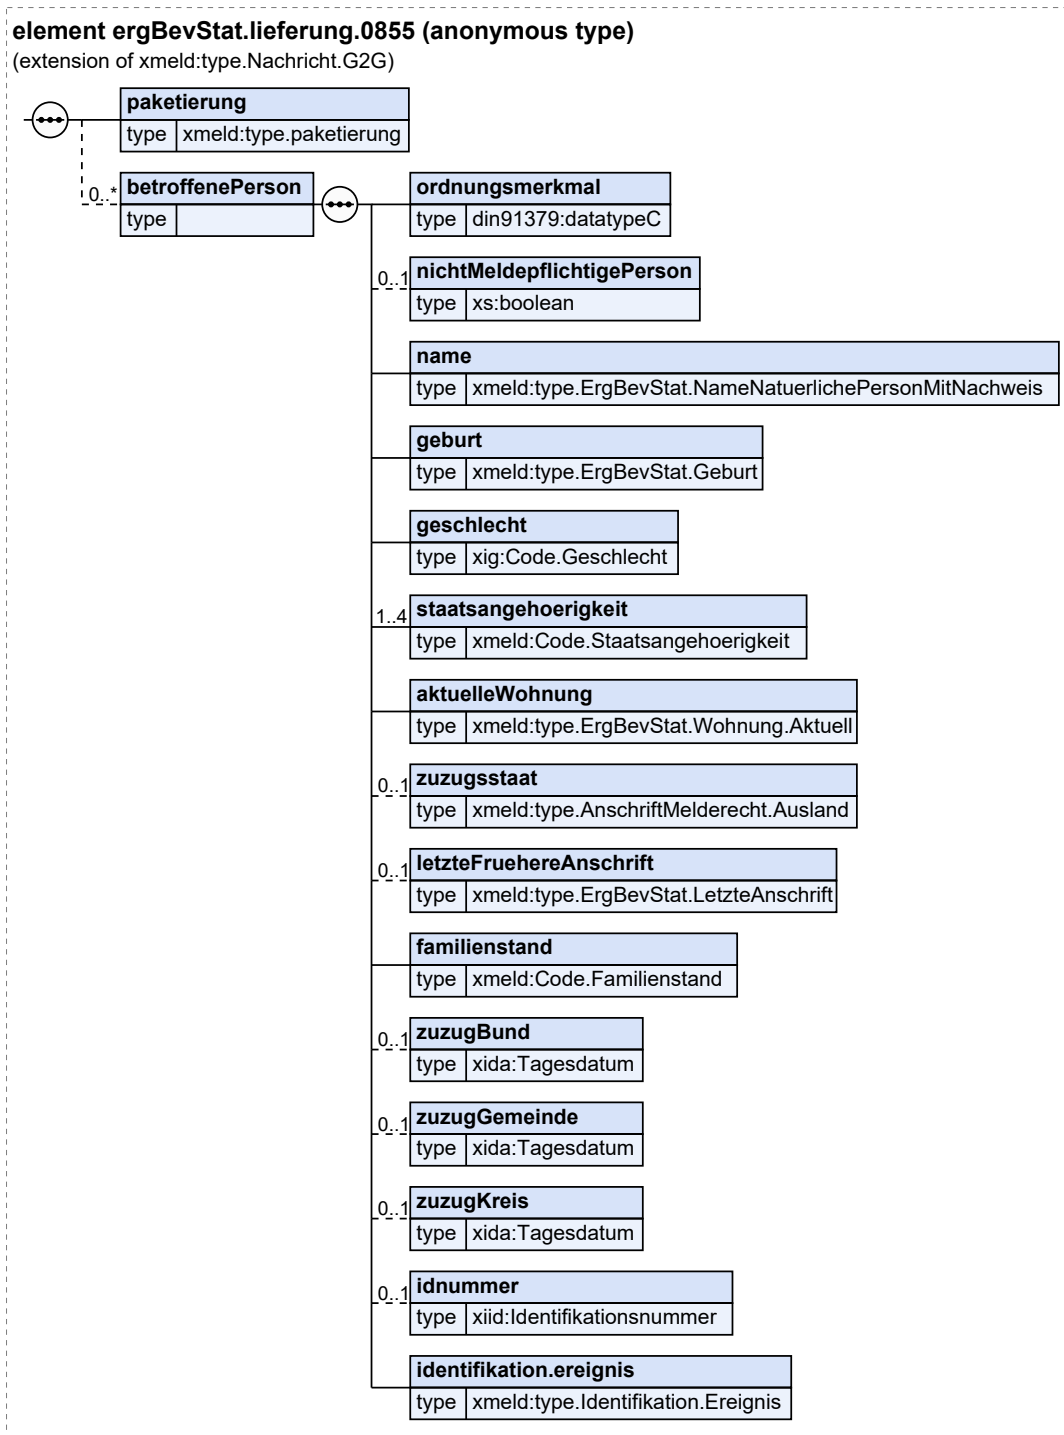 element ergBevStat.lieferung.0855 (anonymous type)
(extension of xmeld:type.Nachricht.G2G)
paketierung
type xmeld:type.paketierung
0..* betroffenePerson
type
ordnungsmerkmal
type din91379:datatypeC
0..1 nichtMeldepflichtigePerson
type xs:boolean
name
type xmeld:type.ErgBevStat.NameNatuerlichePersonMitNachweis
geburt
type xmeld:type.ErgBevStat.Geburt
geschlecht
type xig:Code.Geschlecht
1..4 staatsangehoerigkeit
type xmeld:Code.Staatsangehoerigkeit
aktuelleWohnung
type xmeld:type.ErgBevStat.Wohnung.Aktuell
0..1 zuzugsstaat
type xmeld:type.AnschriftMelderecht.Ausland
0..1 letzteFruehereAnschrift
type xmeld:type.ErgBevStat.LetzteAnschrift
familienstand
type xmeld:Code.Familienstand
0..1 zuzugBund
type xida:Tagesdatum
0..1 zuzugGemeinde
type xida:Tagesdatum
0..1 zuzugKreis
type xida:Tagesdatum
0..1 idnummer
type xiid:Identifikationsnummer
identifikation.ereignis
type xmeld:type.Identifikation.Ereignis